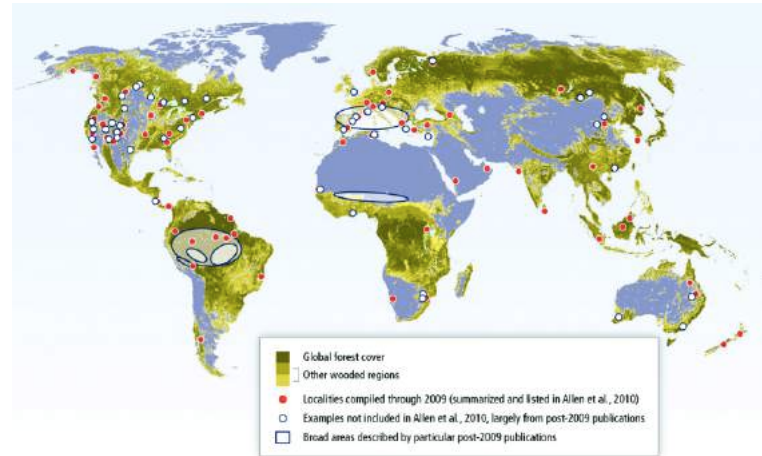 Global forest cover
Other wooded regions
Localities compiled through 2009 (summarized and listed in Allen et al., 2010)
Examples not included in Allen et al., 2010, largely from post-2009 publications
Broad areas described by particular post-2009 publications